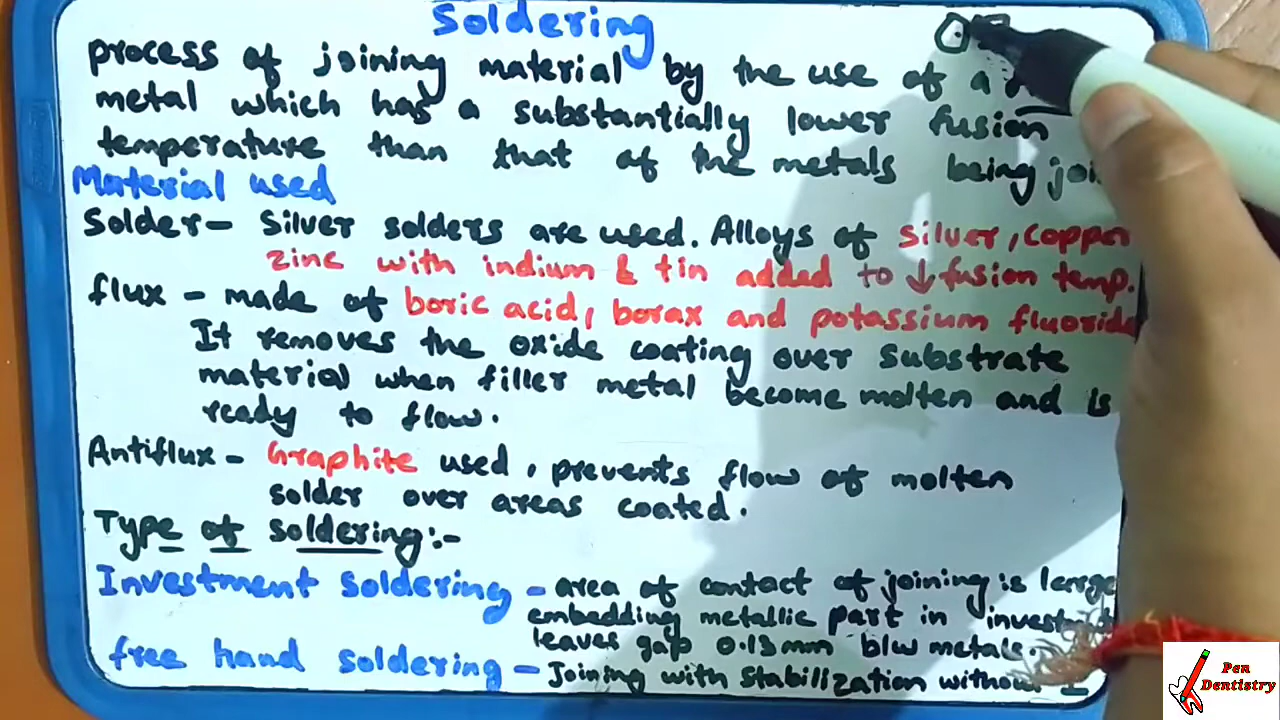 Soldering
process of joining material by the use of a
metal which has a substantially lower fusion
temperature than that of the metals being joi
Material used
Solder - Silver solders are used. Alloys of silver, copper
zinc with indium & tin added to ↓ fusion temp.
flux - made of boric acid, borax and potassium fluoride
It removes the oxide coating over substrate
material when filler metal become molten and is
ready to flow.
Antiflux - Graphite used, prevents flow of molten
solder over areas coated.
Type of soldering:-
Investment soldering - area of contact of joining is large
embedding metallic part in invest
leaves gap 0.13mm b/w metals.
free hand soldering - Joining with stabilization without I
Pen
Dentistry